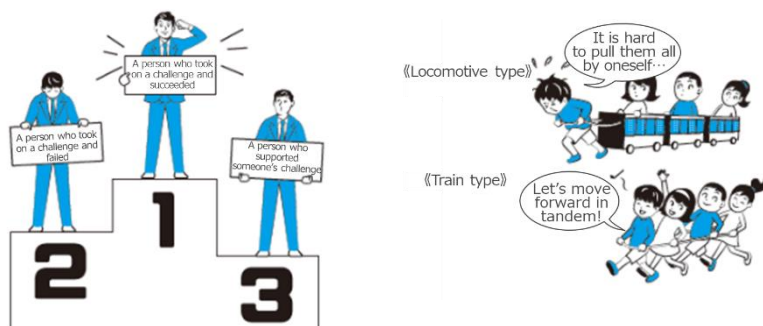 A person who took
on a challenge and
succeeded
A person who took
on a challenge and
failed
A person who
supported
someone's challenge
1
2
3
《Locomotive type》
It is hard
to pull them all
by oneself…
《Train type》
Let's move
forward in
tandem!